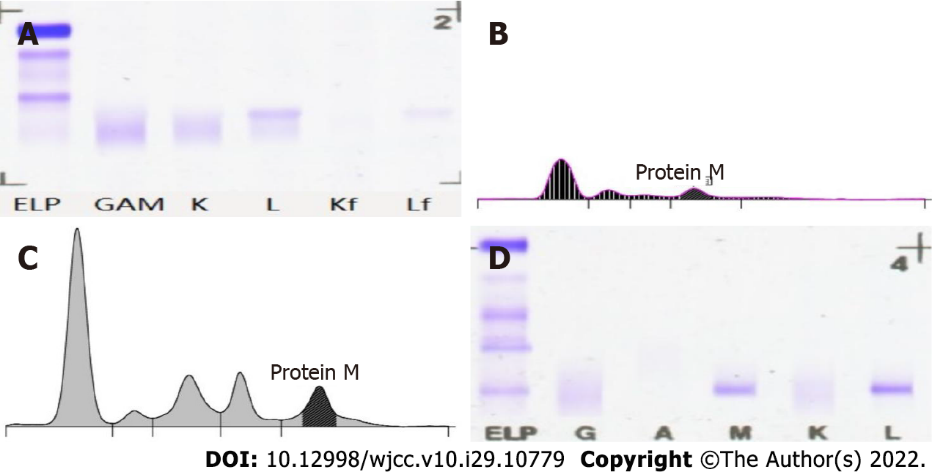 A
2
ELP GAM K L Kf Lf
B
Protein M
1
C
Protein M
D
4
ELP G A M K L
DOI: 10.12998/wjcc.v10.i29.10779 Copyright ©The Author(s) 2022.